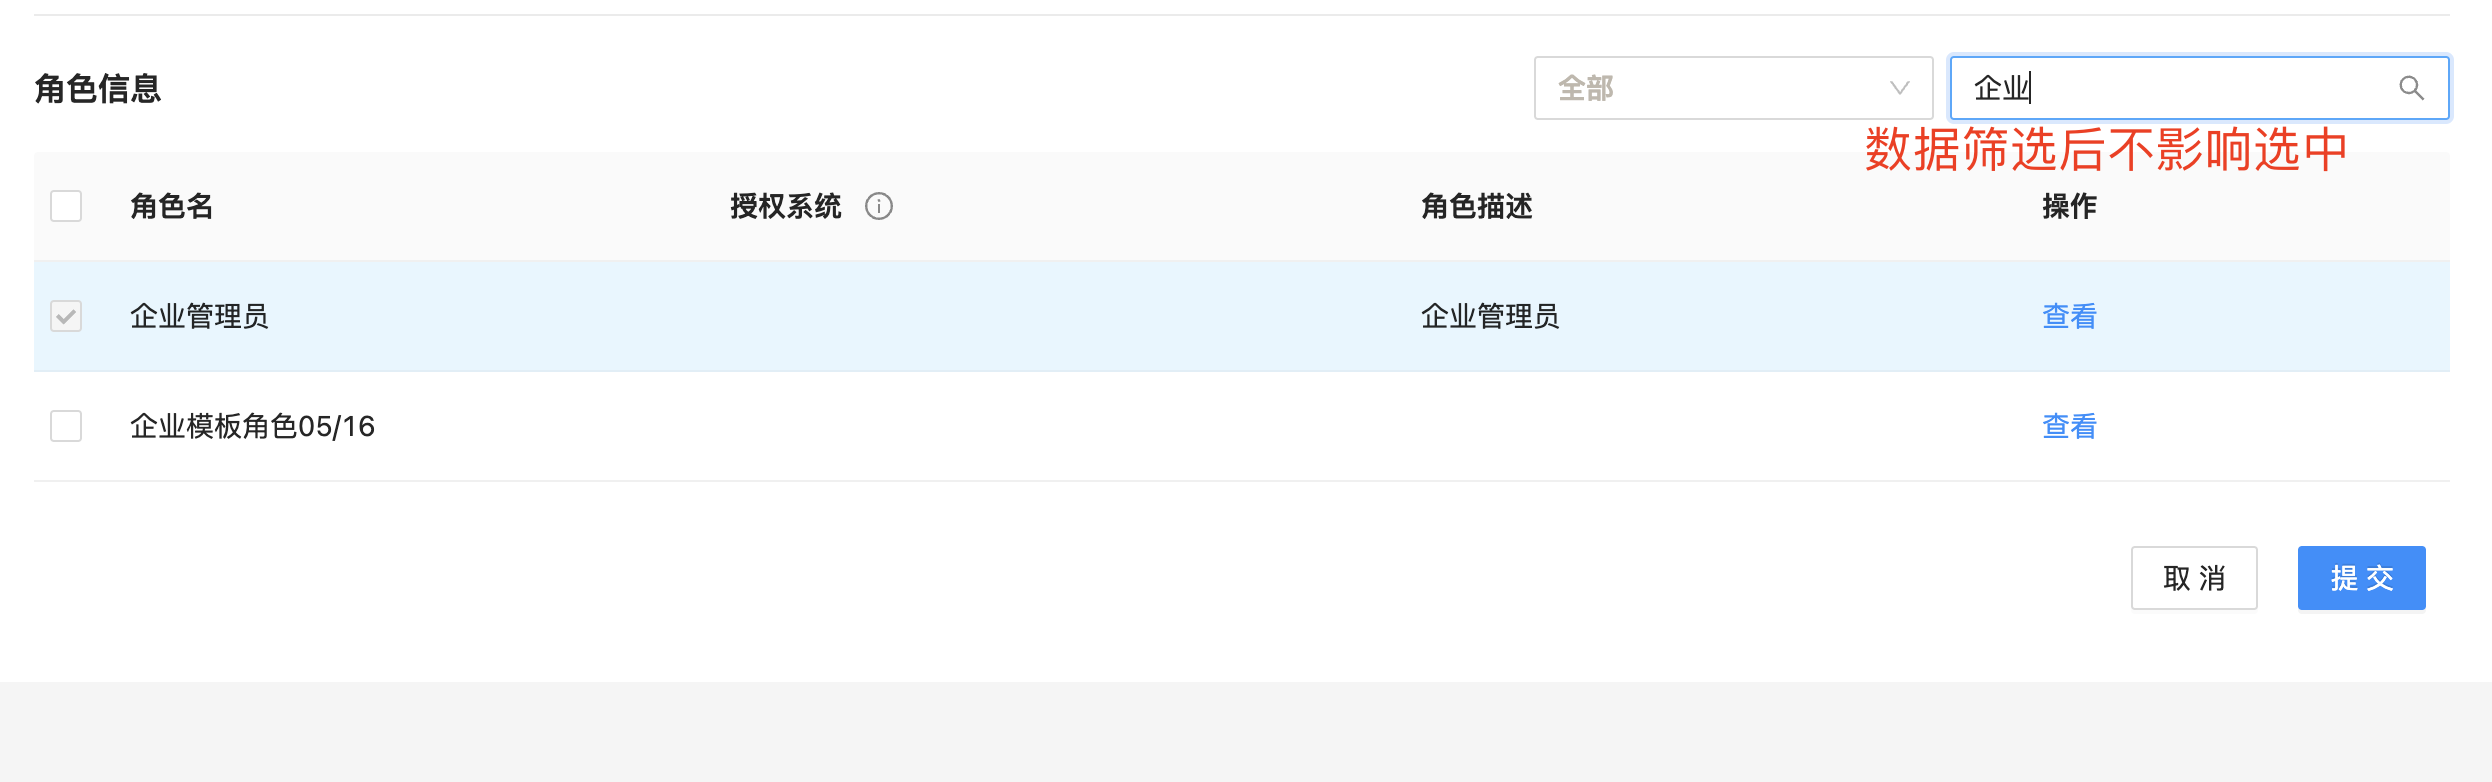 角色信息
全部
企业
数据筛选后不影响选中
角色名 授权系统 角色描述 操作
企业管理员 企业管理员 查看
企业模板角色05/16 查看
取 消 提 交